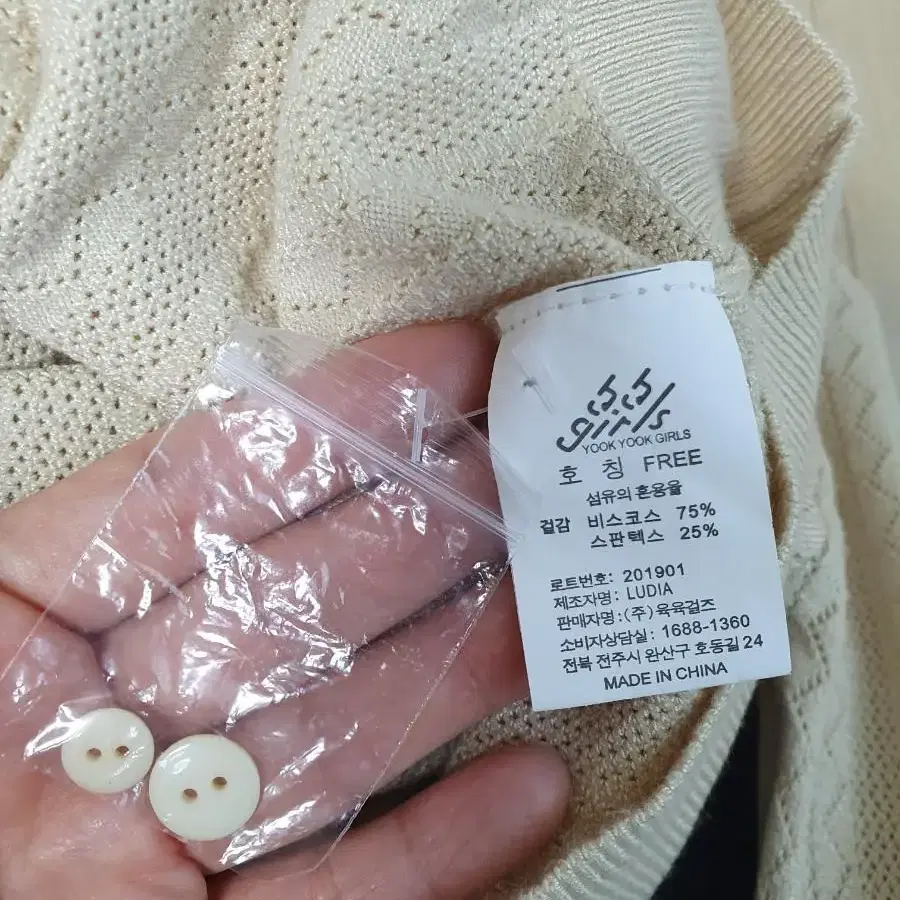 66 girls
YOOK YOOK GIRLS
호 칭 FREE
섬유의 혼용율
겉감 비스코스 75%
스판텍스 25%
로트번호: 201901
제조자명: LUDIA
판매자명:(주)육육걸즈
소비자상담실: 1688-1360
전북 전주시 완산구 호동길 24
MADE IN CHINA